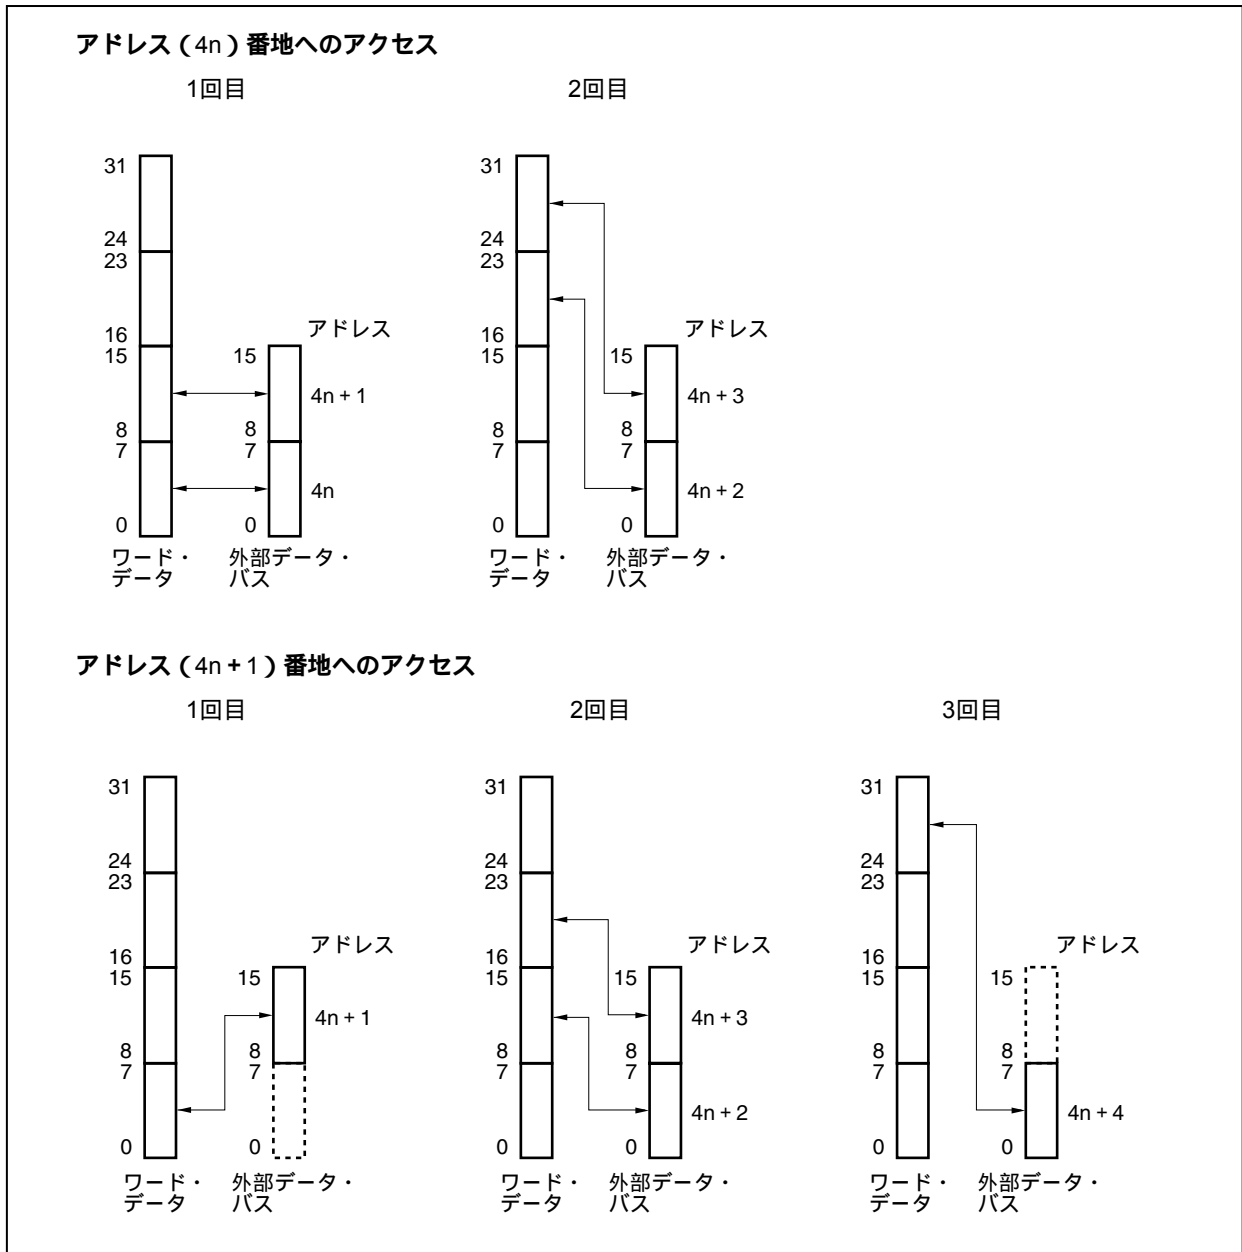 アドレス（4n）番地へのアクセス
1回目
2回目
31
24
23
16
15
8
7
0
アドレス
15
4n + 1
8
7
4n
0
ワード・
データ
外部データ・
バス
31
24
23
16
15
8
7
0
アドレス
15
4n + 3
8
7
4n + 2
0
ワード・
データ
外部データ・
バス
アドレス（4n + 1）番地へのアクセス
1回目
2回目
3回目
31
24
23
16
15
8
7
0
アドレス
15
4n + 1
8
7
0
ワード・
データ
外部データ・
バス
31
24
23
16
15
8
7
0
アドレス
15
4n + 3
8
7
4n + 2
0
ワード・
データ
外部データ・
バス
31
24
23
16
15
8
7
0
アドレス
15
8
7
4n + 4
0
ワード・
データ
外部データ・
バス